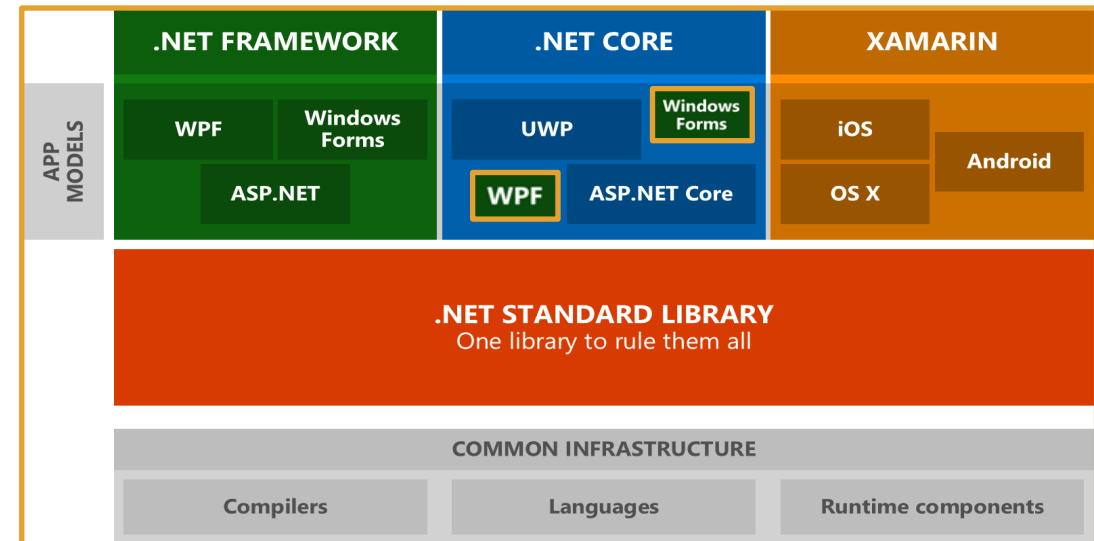 .NET FRAMEWORK
.NET CORE
XAMARIN
APP
MODELS
WPF
Windows
Forms
ASP.NET
UWP
Windows
Forms
WPF
ASP.NET Core
iOS
Android
OS X
.NET STANDARD LIBRARY
One library to rule them all
COMMON INFRASTRUCTURE
Compilers
Languages
Runtime components